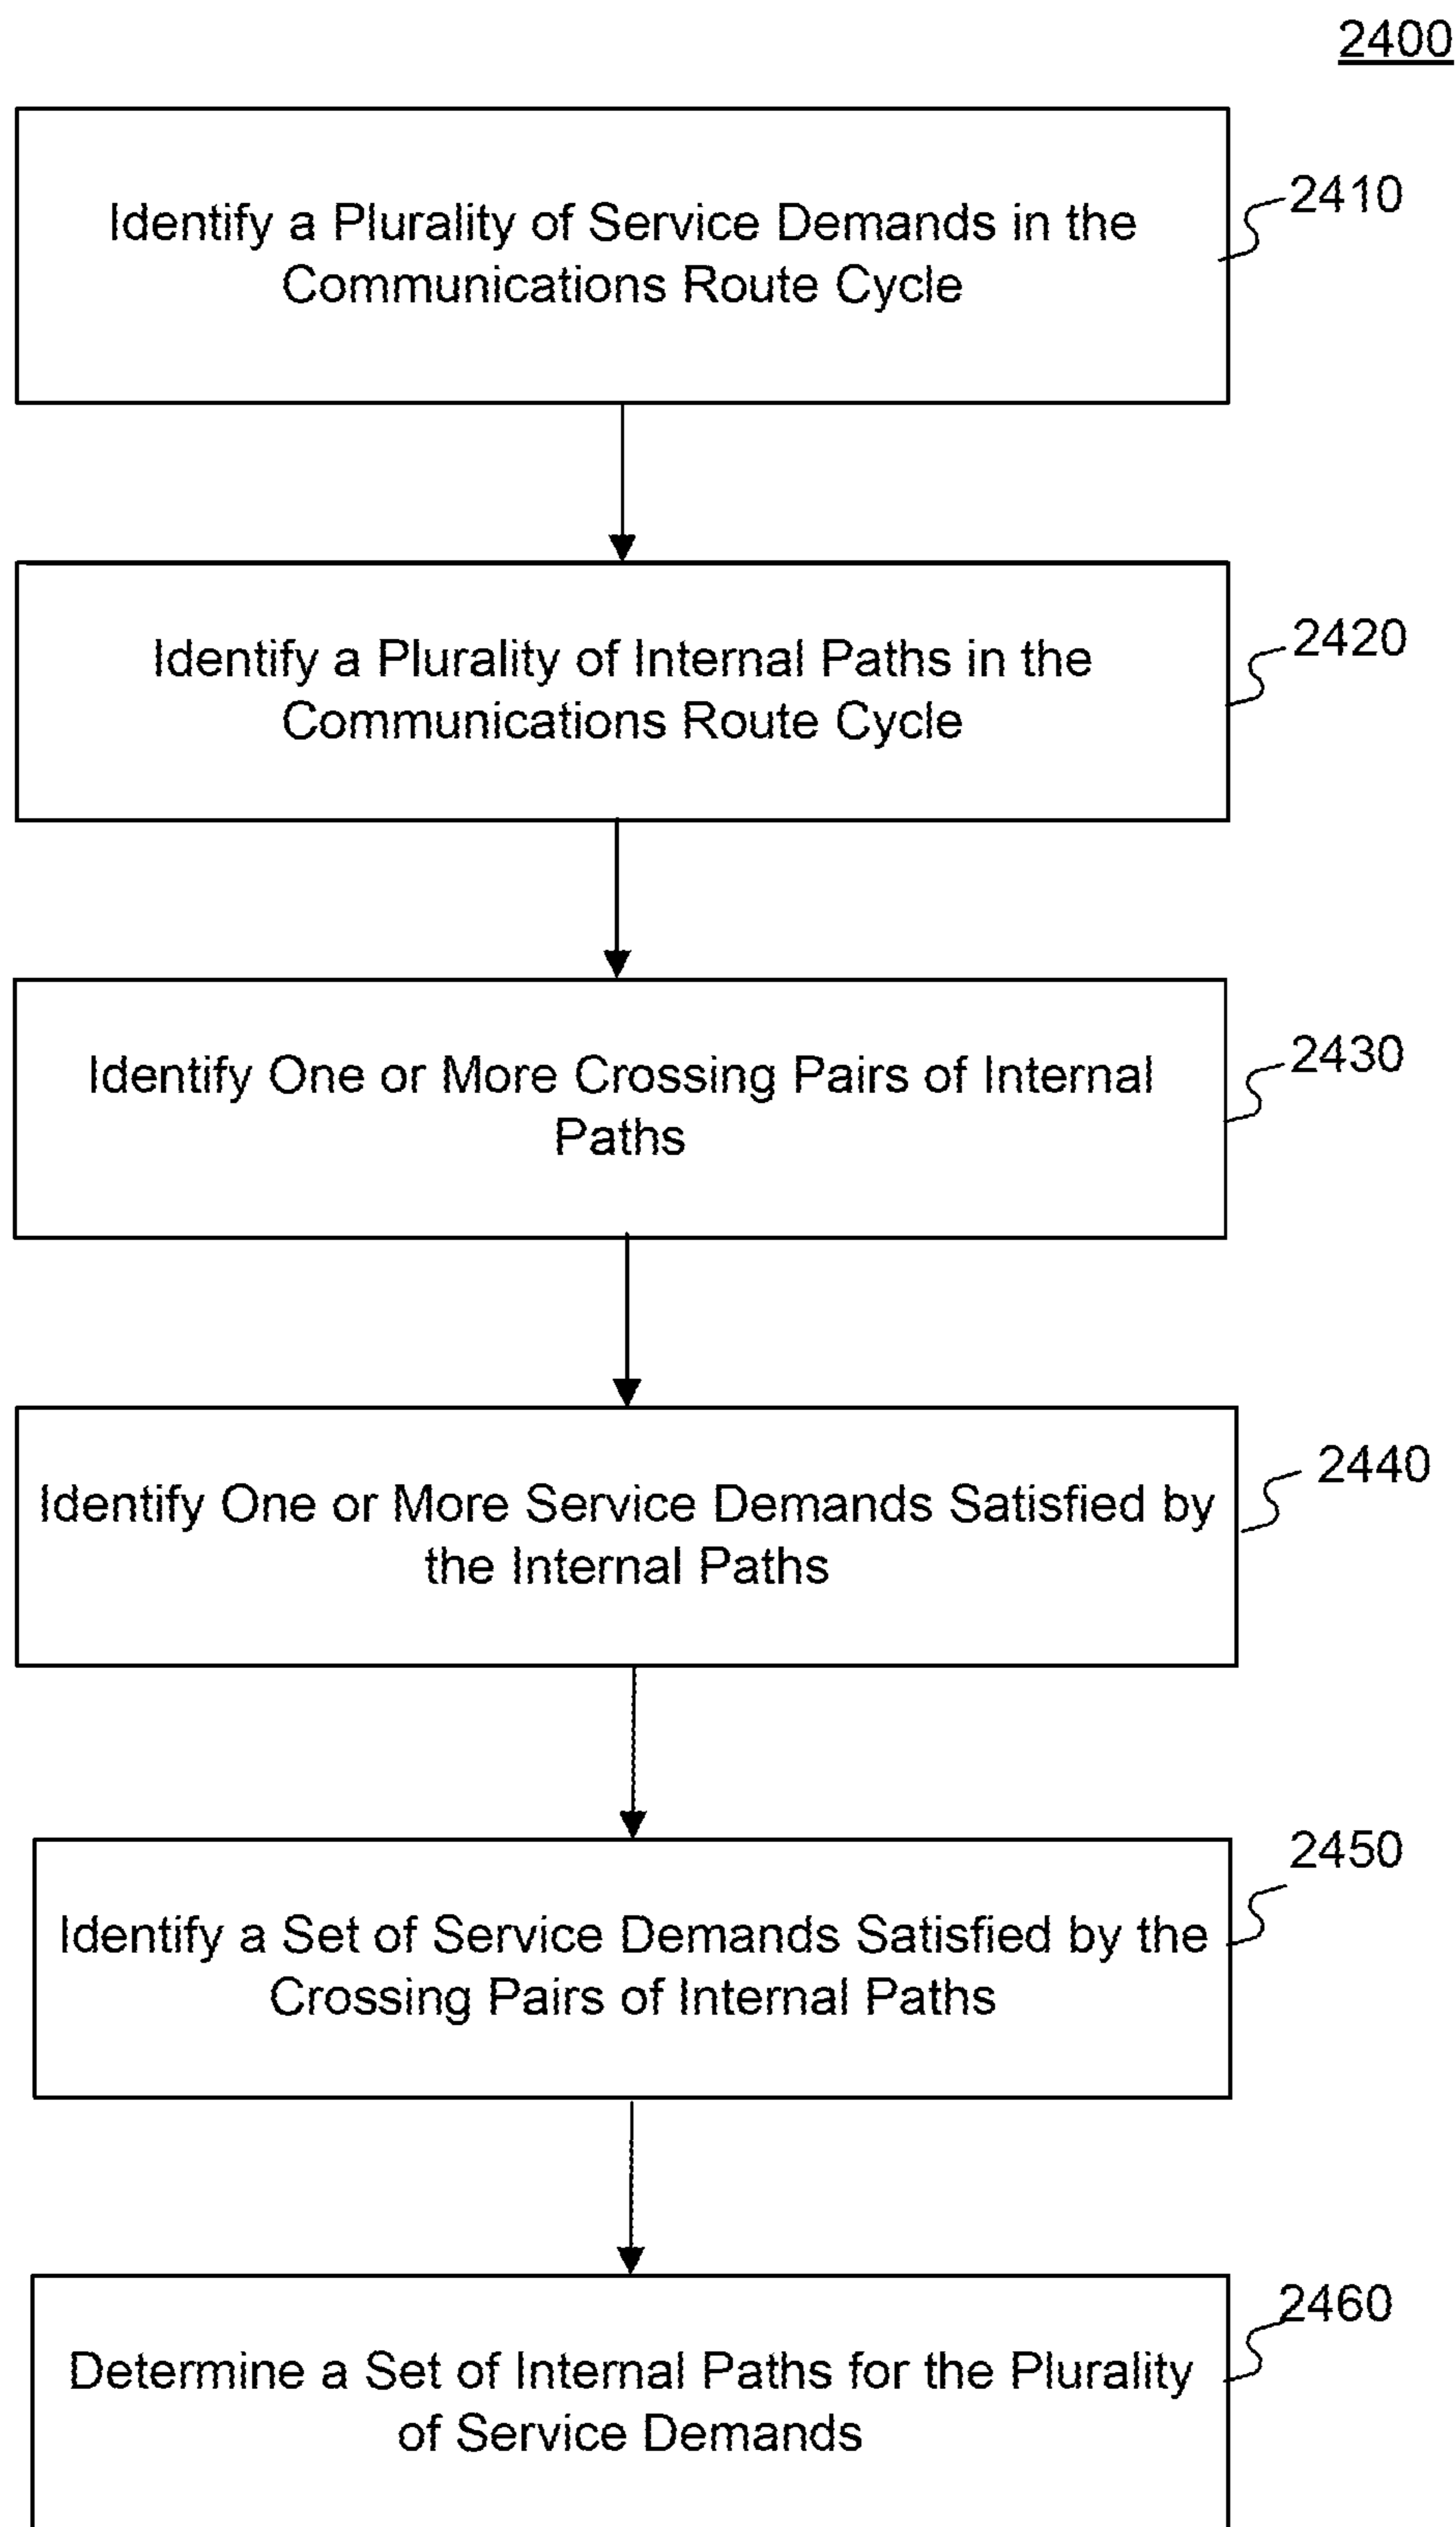 2400
Identify a Plurality of Service Demands in the
Communications Route Cycle
2410
Identify a Plurality of Internal Paths in the
Communications Route Cycle
2420
Identify One or More Crossing Pairs of Internal
Paths
2430
Identify One or More Service Demands Satisfied by
the Internal Paths
2440
Identify a Set of Service Demands Satisfied by the
Crossing Pairs of Internal Paths
2450
Determine a Set of Internal Paths for the Plurality
of Service Demands
2460